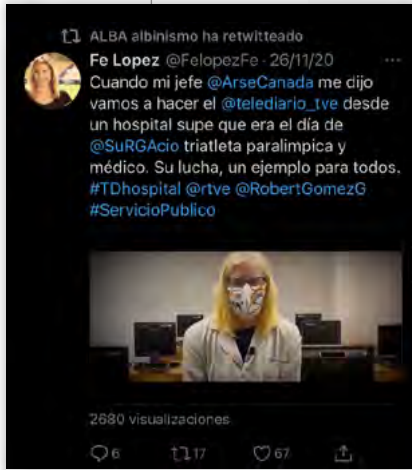 ALBA albinismo ha retwitteado
Fe Lopez @FelopezFe · 26/11/20 ...
Cuando mi jefe @ArseCanada me dijo
vamos a hacer el @telediario_tve desde
un hospital supe que era el día de
@SuRGAcio triatleta paralimpica y
médico. Su lucha, un ejemplo para todos.
#TDhospital @rtve @RobertGomezG
#ServicioPublico
2680 visualizaciones
6 17 67